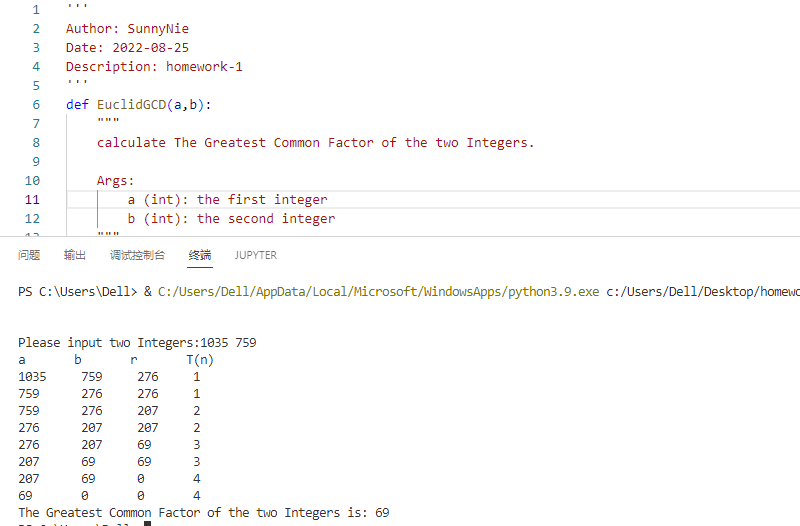 1 '''
2 Author: SunnyNie
3 Date: 2022-08-25
4 Description: homework-1
5 '''
6 def EuclidGCD(a,b):
7 """
8 calculate The Greatest Common Factor of the two Integers.
9
10 Args:
11 a (int): the first integer
12 b (int): the second integer
"""
问题 输出 调试控制台 终端 JUPYTER
PS C:\Users\Dell> & C:/Users/Dell/AppData/Local/Microsoft/WindowsApps/python3.9.exe c:/Users/Dell/Desktop/homewo
Please input two Integers:1035 759
a b r T(n)
1035 759 276 1
759 276 276 1
759 276 207 2
276 207 207 2
276 207 69 3
207 69 69 3
207 69 0 4
69 0 0 4
The Greatest Common Factor of the two Integers is: 69